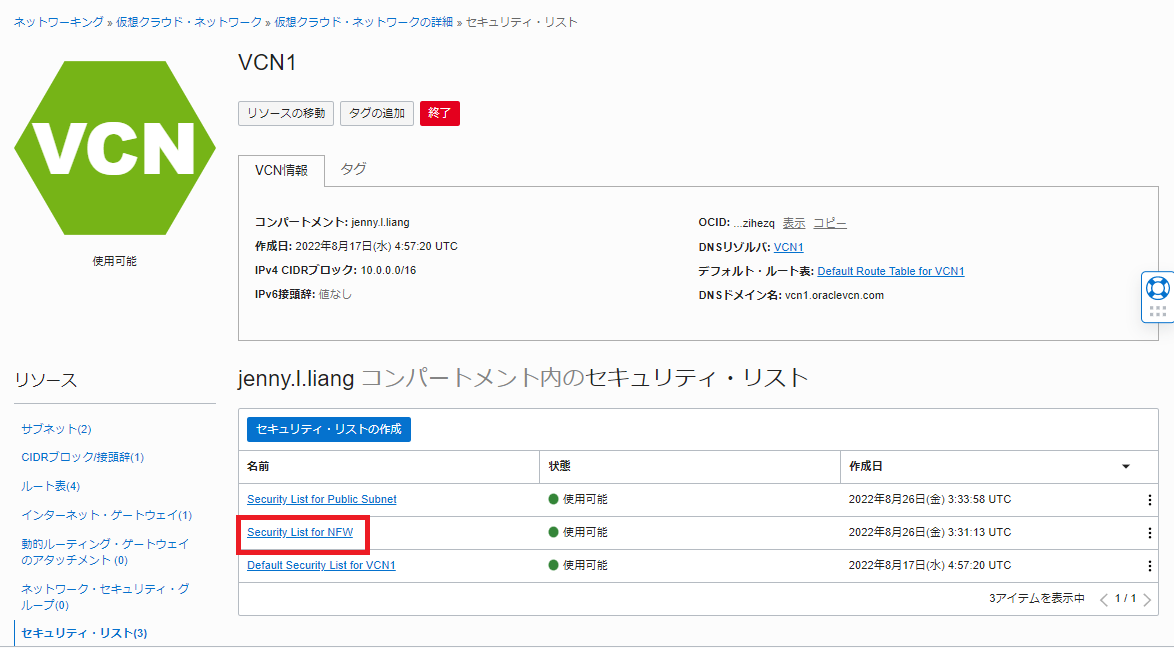 ネットワーキング » 仮想クラウド・ネットワーク » 仮想クラウド・ネットワークの詳細 » セキュリティ・リスト
VCN
使用可能
VCN1
リソースの移動 タグの追加 終了
VCN情報 タグ
コンパートメント: jenny.l.liang
作成日: 2022年8月17日(水) 4:57:20 UTC
IPv4 CIDRブロック: 10.0.0.0/16
IPv6接頭辞: 値なし
OCID: ...zihezq 表示 コピー
DNSリゾルバ: VCN1
デフォルト・ルート表: Default Route Table for VCN1
DNSドメイン名: vcn1.oraclevcn.com
リソース
サブネット(2)
CIDRブロック/接頭辞(1)
ルート表(4)
インターネット・ゲートウェイ(1)
動的ルーティング・ゲートウェイ
のアタッチメント (0)
ネットワーク・セキュリティ・グ
ループ(0)
セキュリティ・リスト(3)
jenny.l.liang コンパートメント内のセキュリティ・リスト
セキュリティ・リストの作成
名前 状態 作成日
Security List for Public Subnet 使用可能 2022年8月26日(金) 3:33:58 UTC
Security List for NFW 使用可能 2022年8月26日(金) 3:31:13 UTC
Default Security List for VCN1 使用可能 2022年8月17日(水) 4:57:20 UTC
3アイテムを表示中 1 / 1